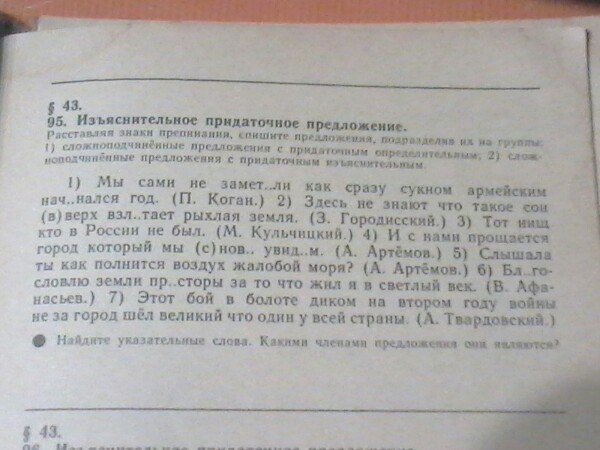 § 43.
95. Изъяснительное придаточное предложение.
Расставляя знаки препинания, спишите предложения, подразделив их на группы:
1) сложноподчинённые предложения с придаточным определительным; 2) слож-
ноподчинённые предложения с придаточным изъяснительным.
1) Мы сами не замет..ли как сразу сукном армейским
нач..нался год. (П. Коган.) 2) Здесь не знают что такое сон
(в)верх взл..тает рыхлая земля. (З. Городисский.) 3) Тот нищ
кто в России не был. (М. Кульчицкий.) 4) И с нами прощается
город который мы (с)нов.. увид..м. (А. Артёмов.) 5) Слышала
ты как полнится воздух жалобой моря? (А. Артёмов.) 6) Бл..го-
словлю земли пр..сторы за то что жил я в светлый век. (В. Афа-
насьев.) 7) Этот бой в болоте диком на втором году войны
не за город шёл великий что один у всей страны. (А. Твардовский.)
● Найдите указательные слова. Какими членами предложения они являются?
§ 43.
96. Изъяснительное придаточное предложение.